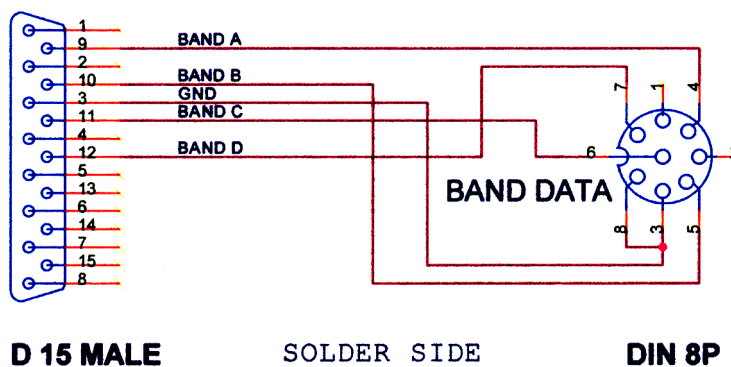 1
9 BAND A
2
10 BAND B
3 GND
11 BAND C
4
12 BAND D
5
13
6
14
7
15
8
7 1 4
6
BAND DATA
8 3 5
D 15 MALE SOLDER SIDE DIN 8P